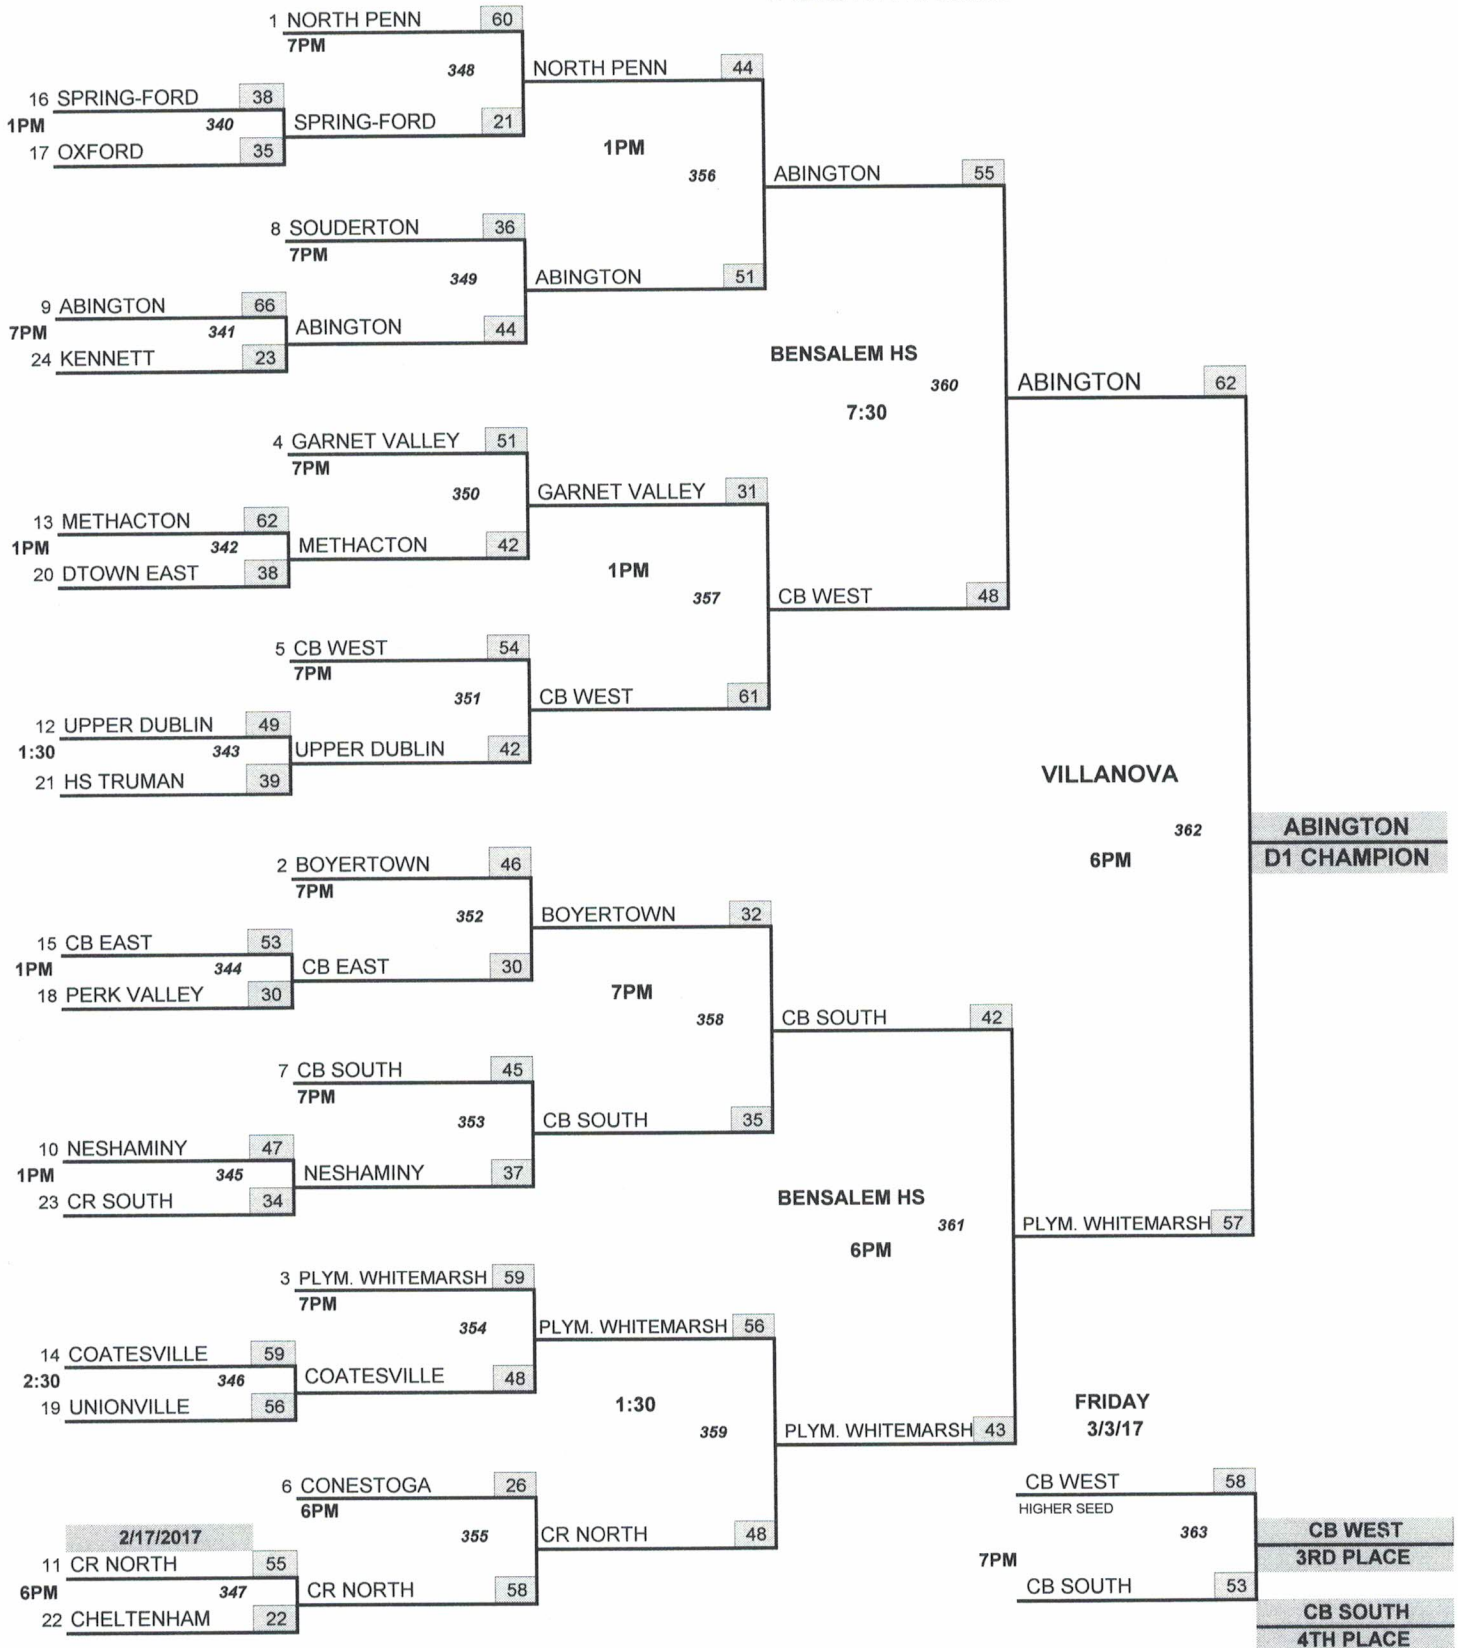 1 NORTH PENN 60
7PM
348
16 SPRING-FORD 38
1PM 340
17 OXFORD 35
SPRING-FORD 21
NORTH PENN 44
1PM
356
8 SOUDERTON 36
7PM
349
9 ABINGTON 66
7PM 341
24 KENNETT 23
ABINGTON 44
ABINGTON 51
ABINGTON 55
BENSALEM HS
360
7:30
4 GARNET VALLEY 51
7PM
350
13 METHACTON 62
1PM 342
20 DTOWN EAST 38
METHACTON 42
GARNET VALLEY 31
1PM
357
5 CB WEST 54
7PM
351
12 UPPER DUBLIN 49
1:30 343
21 HS TRUMAN 39
UPPER DUBLIN 42
CB WEST 61
CB WEST 48
ABINGTON 62
VILLANOVA
362
6PM
ABINGTON
D1 CHAMPION
2 BOYERTOWN 46
7PM
352
15 CB EAST 53
1PM 344
18 PERK VALLEY 30
CB EAST 30
BOYERTOWN 32
7PM
358
7 CB SOUTH 45
7PM
353
10 NESHAMINY 47
1PM 345
23 CR SOUTH 34
NESHAMINY 37
CB SOUTH 35
CB SOUTH 42
BENSALEM HS
361
6PM
3 PLYM. WHITEMARSH 59
7PM
354
14 COATESVILLE 59
2:30 346
19 UNIONVILLE 56
COATESVILLE 48
PLYM. WHITEMARSH 56
1:30
359
6 CONESTOGA 26
6PM
355
2/17/2017
11 CR NORTH 55
6PM 347
22 CHELTENHAM 22
CR NORTH 58
CR NORTH 48
PLYM. WHITEMARSH 43
PLYM. WHITEMARSH 57
FRIDAY
3/3/17
CB WEST 58
HIGHER SEED
363
7PM
CB SOUTH 53
CB WEST
3RD PLACE
CB SOUTH
4TH PLACE